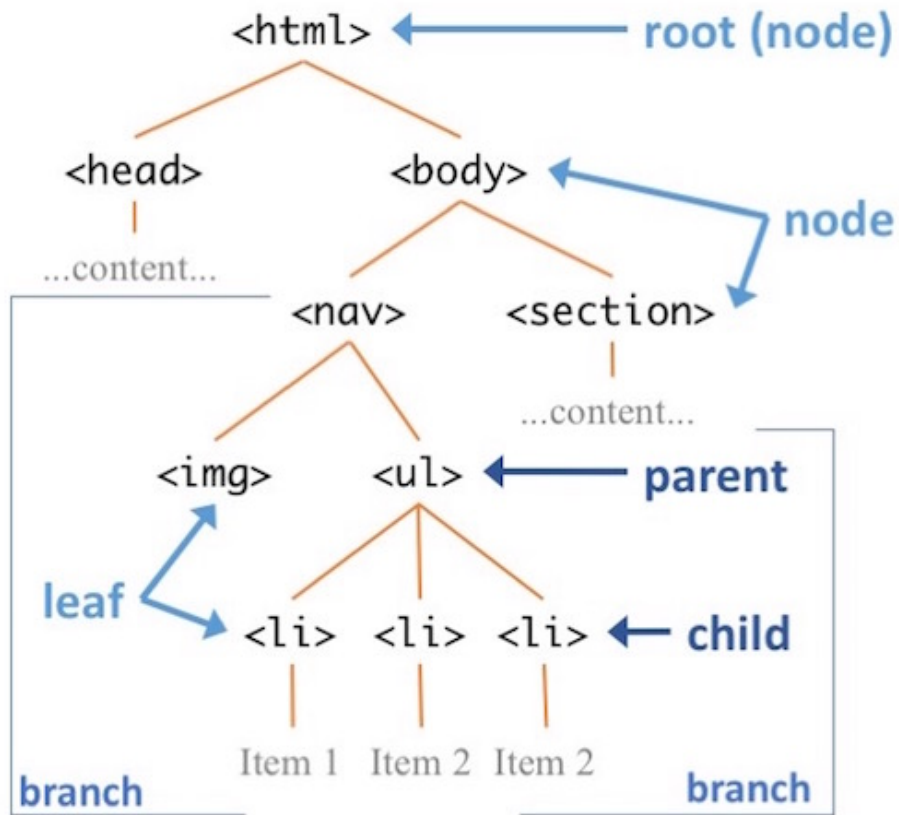 <html> root (node)
<head> <body>
node
...content...
<nav> <section>
...content...
<img> <ul> parent
leaf
<li> <li> <li> child
Item 1 Item 2 Item 2
branch branch